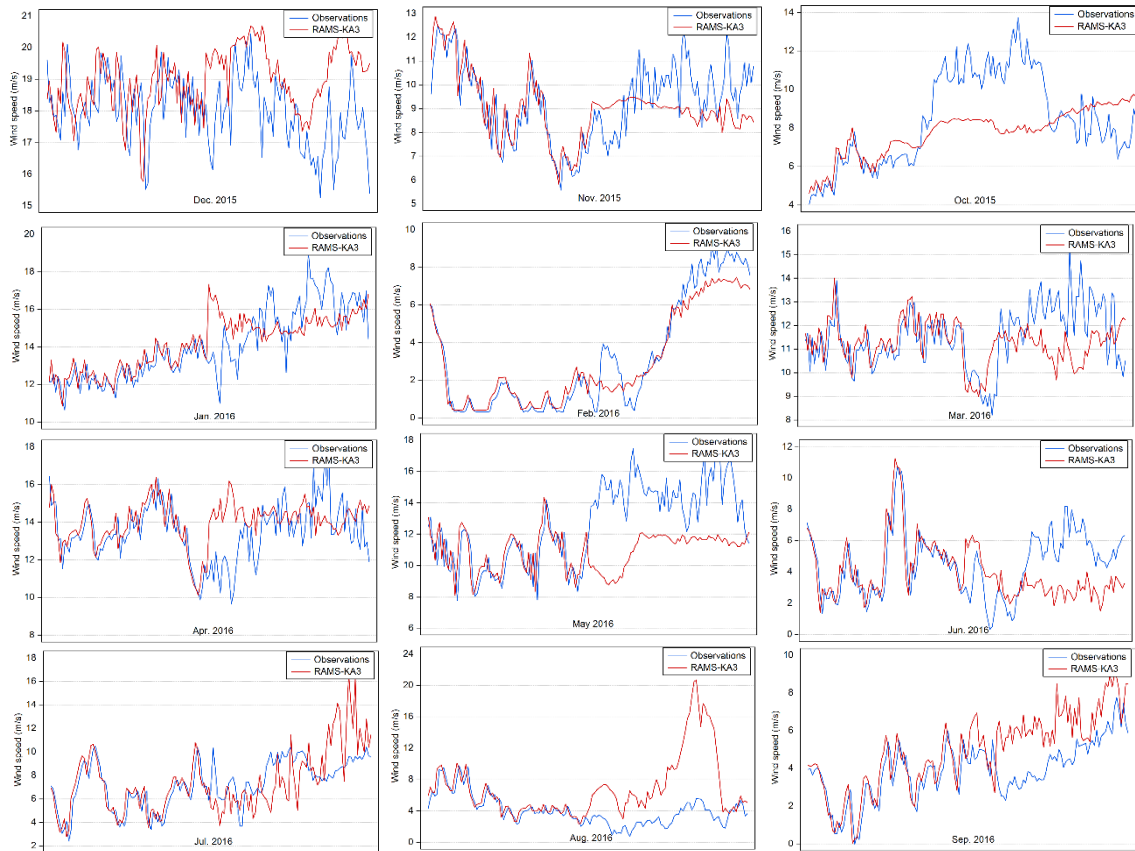 Observations
RAMS-KA3
Wind speed (m/s)
21
20
19
18
17
16
15
Dec. 2015
Observations
RAMS-KA3
Wind speed (m/s)
13
12
11
10
9
8
7
6
5
Nov. 2015
Observations
RAMS-KA3
Wind speed (m/s)
14
12
10
8
6
4
Oct. 2015
Observations
RAMS-KA3
Wind speed (m/s)
20
18
16
14
12
10
Jan. 2016
Observations
RAMS-KA3
Wind speed (m/s)
10
8
6
4
2
0
Feb. 2016
Observations
RAMS-KA3
Wind speed (m/s)
16
15
14
13
12
11
10
9
8
Mar. 2016
Observations
RAMS-KA3
Wind speed (m/s)
18
16
14
12
10
8
Apr. 2016
Observations
RAMS-KA3
Wind speed (m/s)
18
16
14
12
10
8
6
May 2016
Observations
RAMS-KA3
Wind speed (m/s)
12
10
8
6
4
2
0
Jun. 2016
Observations
RAMS-KA3
Wind speed (m/s)
18
16
14
12
10
8
6
4
2
Jul. 2016
Observations
RAMS-KA3
Wind speed (m/s)
24
20
16
12
8
4
0
Aug. 2016
Observations
RAMS-KA3
Wind speed (m/s)
10
8
6
4
2
0
Sep. 2016